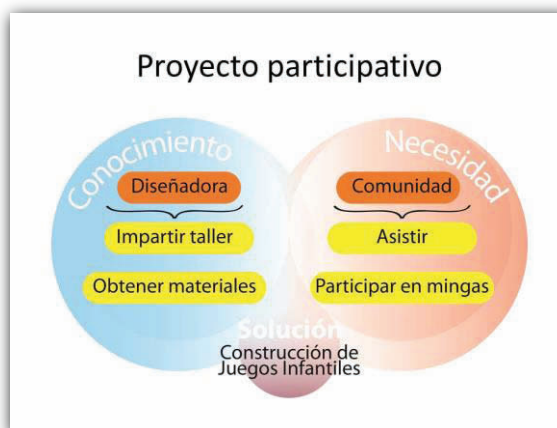 Proyecto participativo
Conocimiento
Necesidad
Diseñadora
Comunidad
Impartir taller
Asistir
Obtener materiales
Participar en mingas
Solución
Construcción de
Juegos Infantiles